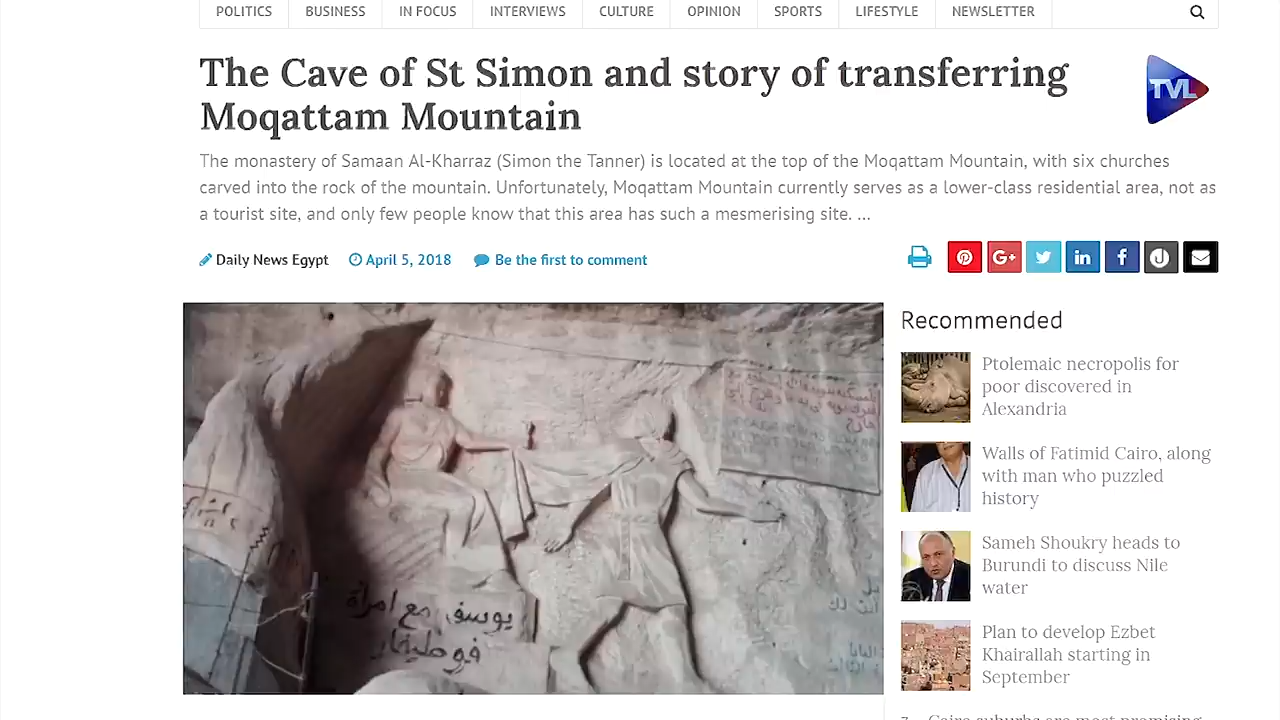 POLITICS BUSINESS IN FOCUS INTERVIEWS CULTURE OPINION SPORTS LIFESTYLE NEWSLETTER
The Cave of St Simon and story of transferring
Moqattam Mountain
TVL
The monastery of Samaan Al-Kharraz (Simon the Tanner) is located at the top of the Moqattam Mountain, with six churches
carved into the rock of the mountain. Unfortunately, Moqattam Mountain currently serves as a lower-class residential area, not as
a tourist site, and only few people know that this area has such a mesmerising site. ...
Daily News Egypt April 5, 2018 Be the first to comment
G+ in f
يوسف مع امرأة
فوطيفار
Recommended
Ptolemaic necropolis for
poor discovered in
Alexandria
Walls of Fatimid Cairo, along
with man who puzzled
history
Sameh Shoukry heads to
Burundi to discuss Nile
water
Plan to develop Ezbet
Khairallah starting in
September